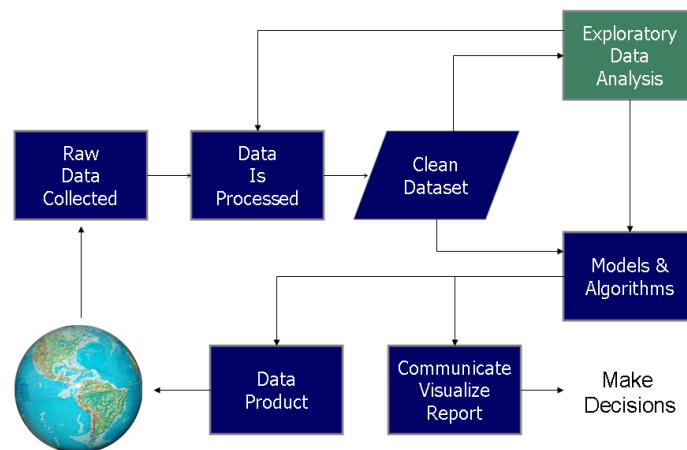 Exploratory
Data
Analysis
Raw
Data
Collected
Data
Is
Processed
Clean
Dataset
Models &
Algorithms
Data
Product
Communicate
Visualize
Report
Make
Decisions